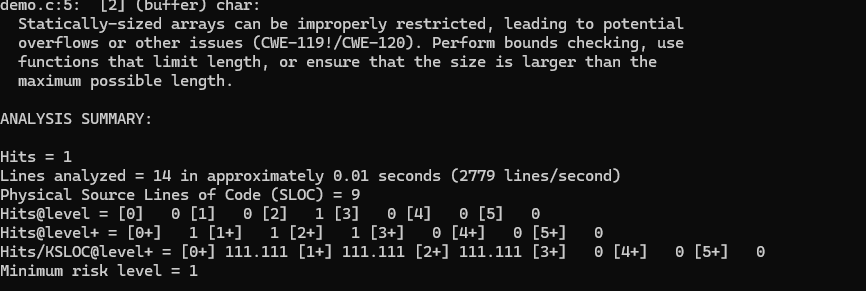 demo.c:5:  [2] (buffer) char:
  Statically-sized arrays can be improperly restricted, leading to potential
  overflows or other issues (CWE-119!/CWE-120). Perform bounds checking, use
  functions that limit length, or ensure that the size is larger than the
  maximum possible length.

ANALYSIS SUMMARY:

Hits = 1
Lines analyzed = 14 in approximately 0.01 seconds (2779 lines/second)
Physical Source Lines of Code (SLOC) = 9
Hits@level = [0]   0 [1]   0 [2]   1 [3]   0 [4]   0 [5]   0
Hits@level+ = [0+]   1 [1+]   1 [2+]   1 [3+]   0 [4+]   0 [5+]   0
Hits/KSLOC@level+ = [0+] 111.111 [1+] 111.111 [2+] 111.111 [3+]   0 [4+]   0 [5+]   0
Minimum risk level = 1